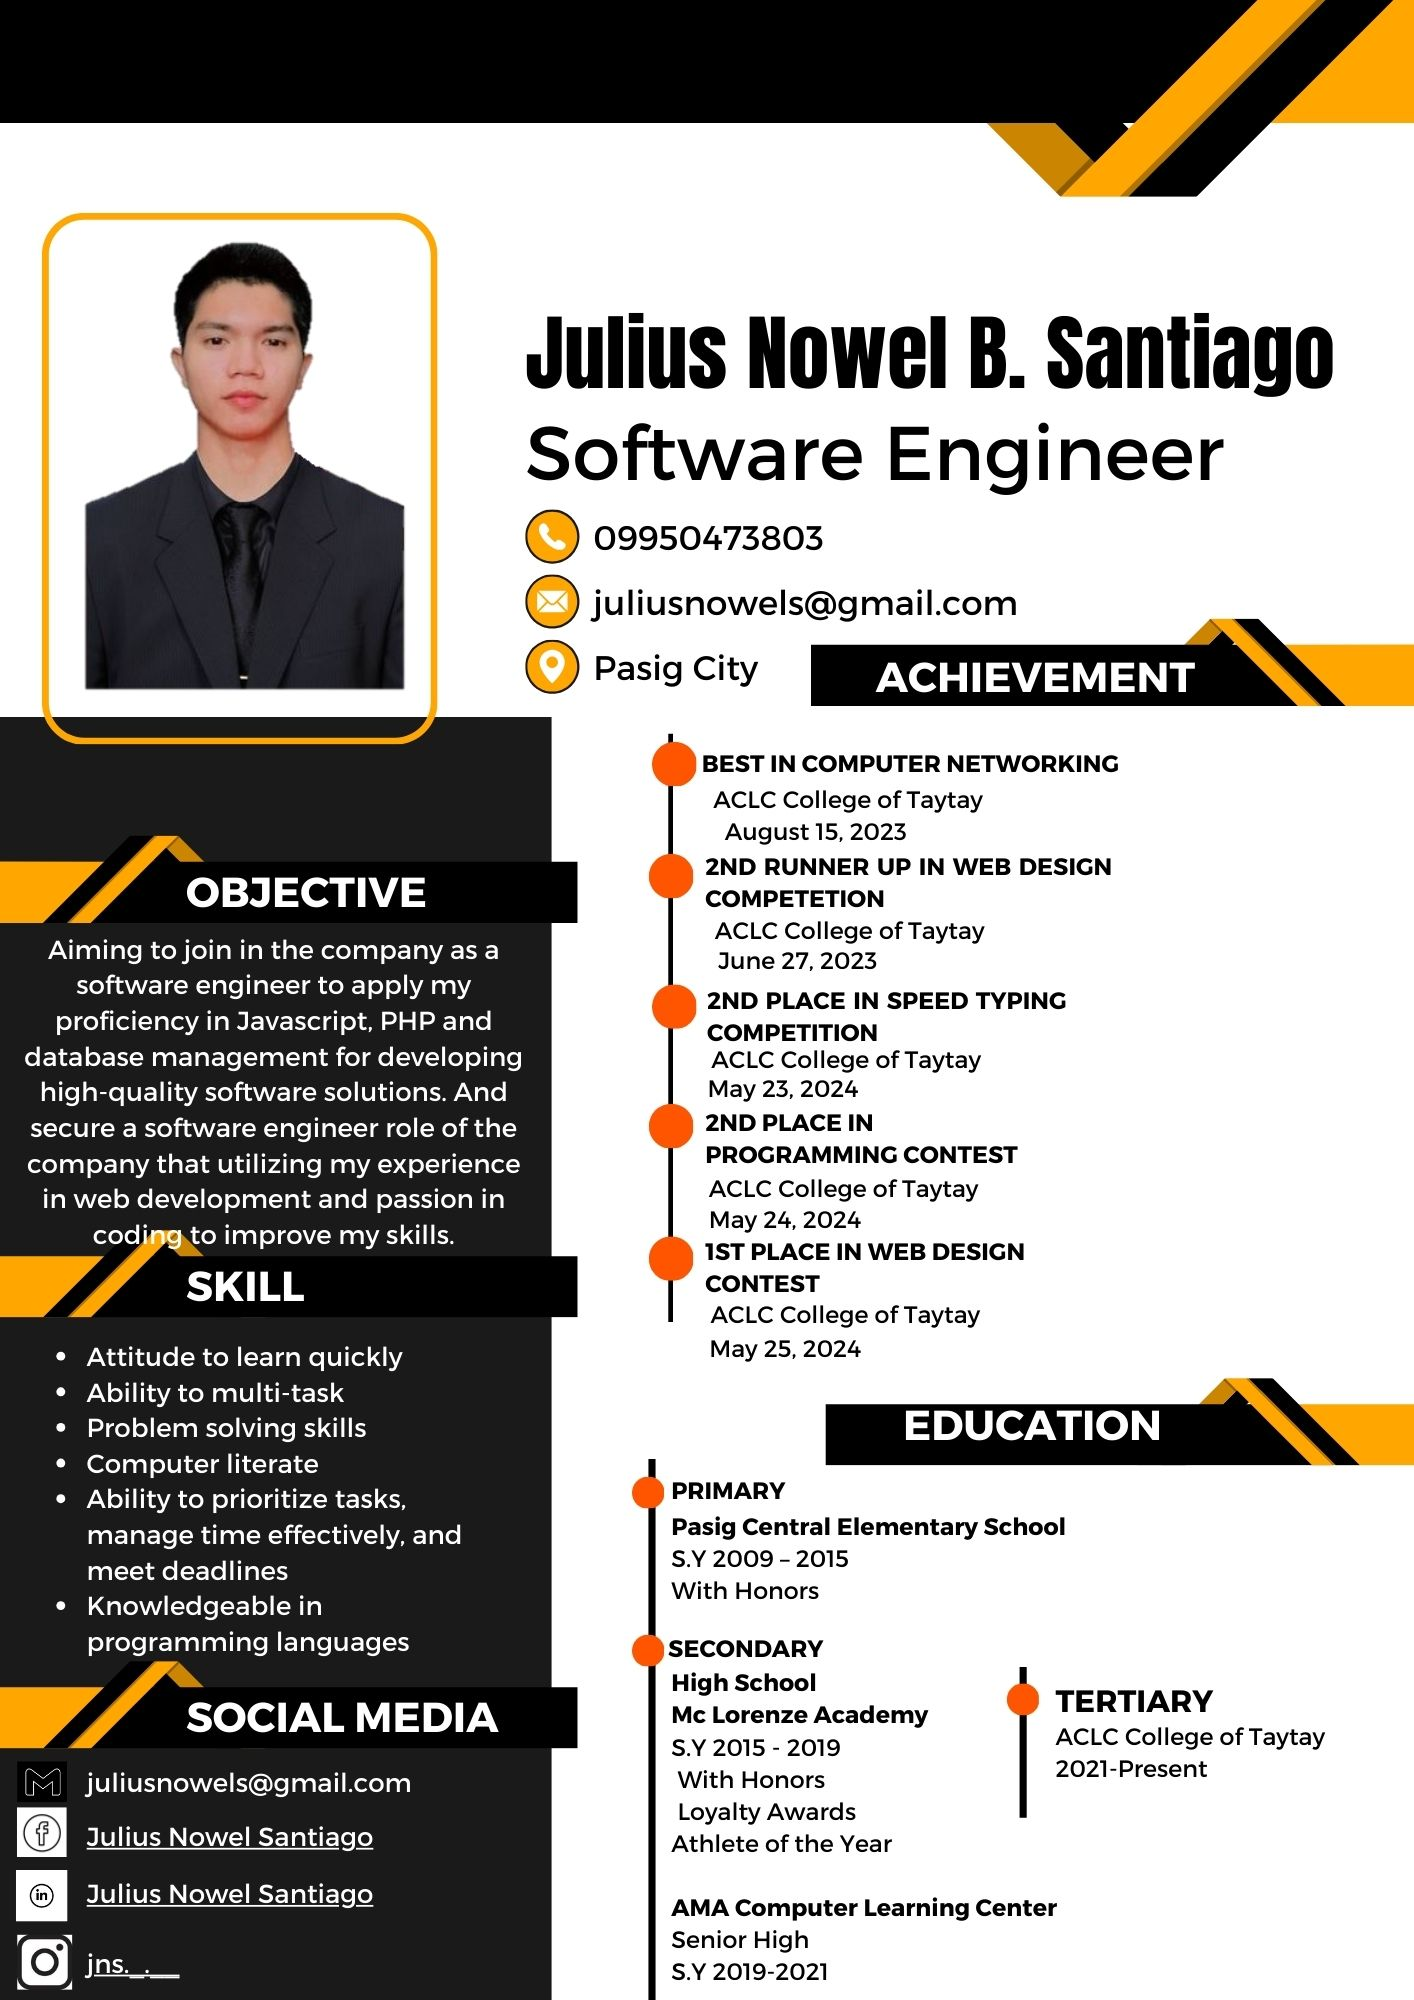 Julius Nowel B. Santiago
Software Engineer
09950473803
juliusnowels@gmail.com
Pasig City
OBJECTIVE
Aiming to join in the company as a
software engineer to apply my
proficiency in Javascript, PHP and
database management for developing
high-quality software solutions. And
secure a software engineer role of the
company that utilizing my experience
in web development and passion in
coding to improve my skills.
SKILL
• Attitude to learn quickly
• Ability to multi-task
• Problem solving skills
• Computer literate
• Ability to prioritize tasks,
manage time effectively, and
meet deadlines
• Knowledgeable in
programming languages
SOCIAL MEDIA
juliusnowels@gmail.com
Julius Nowel Santiago
in
Julius Nowel Santiago
jns._.__
ACHIEVEMENT
BEST IN COMPUTER NETWORKING
ACLC College of Taytay
August 15, 2023
2ND RUNNER UP IN WEB DESIGN
COMPETETION
ACLC College of Taytay
June 27, 2023
2ND PLACE IN SPEED TYPING
COMPETITION
ACLC College of Taytay
May 23, 2024
2ND PLACE IN
PROGRAMMING CONTEST
ACLC College of Taytay
May 24, 2024
1ST PLACE IN WEB DESIGN
CONTEST
ACLC College of Taytay
May 25, 2024
EDUCATION
PRIMARY
Pasig Central Elementary School
S.Y 2009 – 2015
With Honors
SECONDARY
High School
Mc Lorenze Academy
S.Y 2015 - 2019
With Honors
Loyalty Awards
Athlete of the Year
AMA Computer Learning Center
Senior High
S.Y 2019-2021
TERTIARY
ACLC College of Taytay
2021-Present